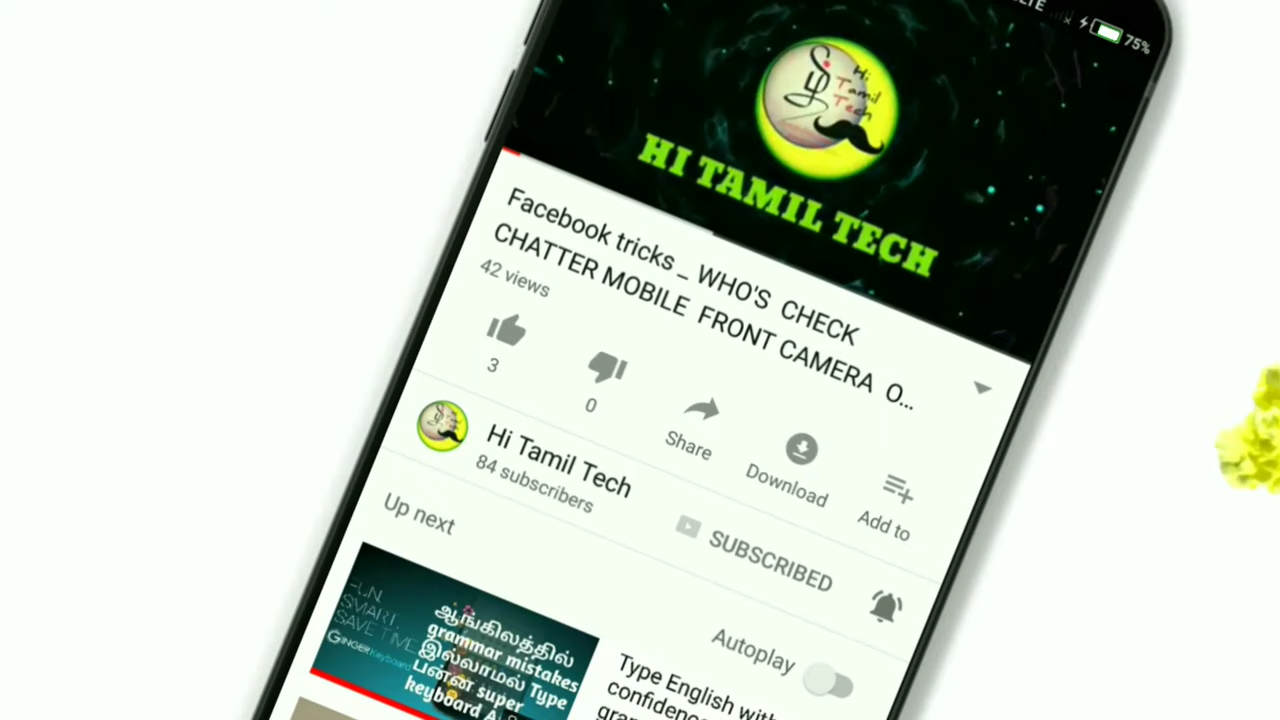 LTE
75%
Hi
Tamil
Tech
HI TAMIL TECH
Facebook tricks _ WHO'S CHECK
CHATTER MOBILE FRONT CAMERA O...
42 views
3
0
Share
Download
Add to
Hi Tamil Tech
84 subscribers
SUBSCRIBED
Up next
Autoplay
SMART.
SAVE TIME
GINGER Keyboard
ஆங்கிலத்தில்
grammar mistakes
இல்லாமல் Type
பண்ண super
keyboard
Type English with